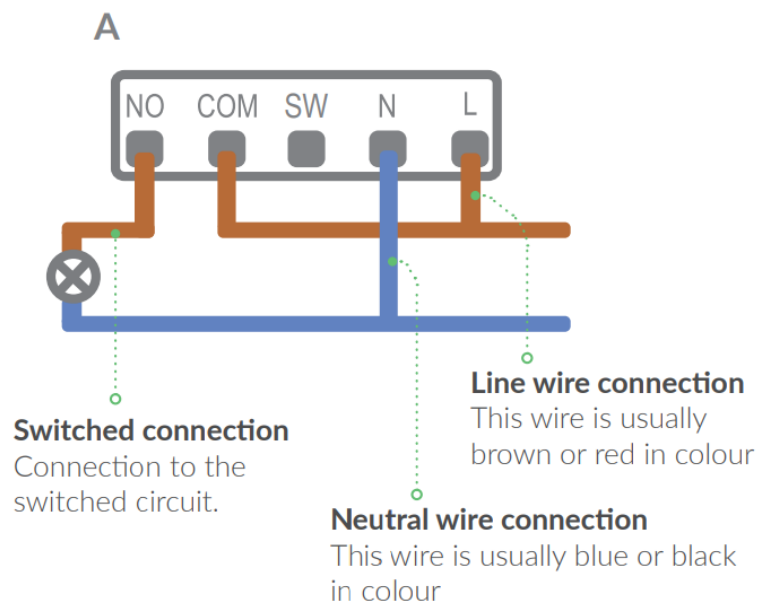 A
NO COM SW N L
Line wire connection
This wire is usually
brown or red in colour
Switched connection
Connection to the
switched circuit.
Neutral wire connection
This wire is usually blue or black
in colour